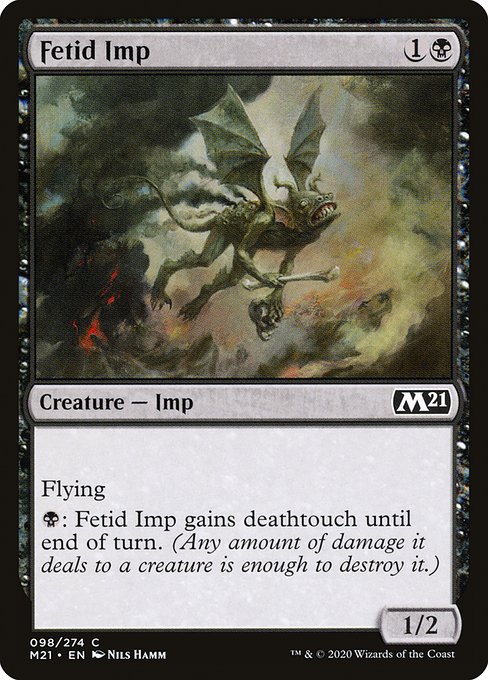 Fetid Imp 1
Creature — Imp M21
Flying
: Fetid Imp gains deathtouch until
end of turn. (Any amount of damage it
deals to a creature is enough to destroy it.)
1/2
098/274 C
M21 • EN Nils Hamm ™ & © 2020 Wizards of the Coast